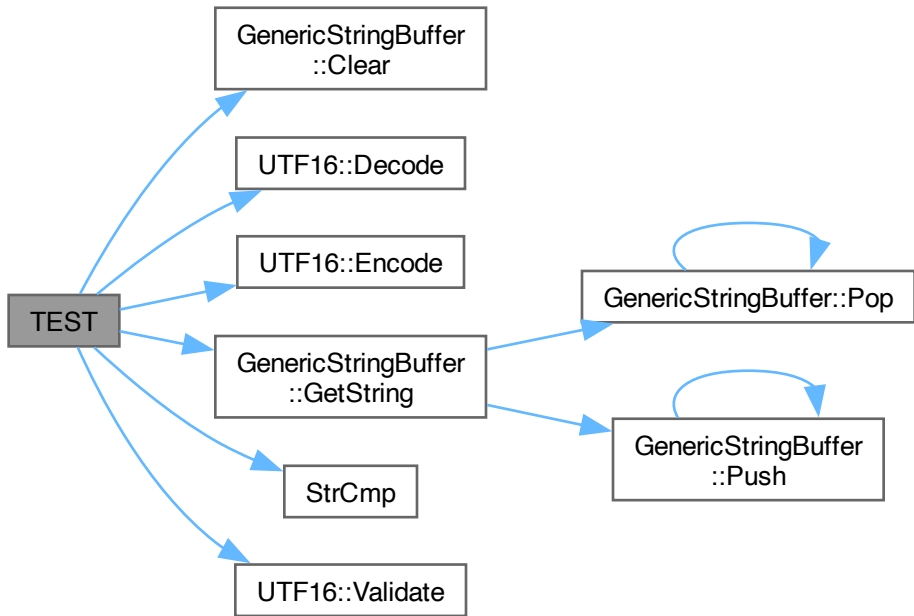 GenericStringBuffer
::Clear
UTF16::Decode
UTF16::Encode
GenericStringBuffer::Pop
TEST
GenericStringBuffer
::GetString
GenericStringBuffer
::Push
StrCmp
UTF16::Validate